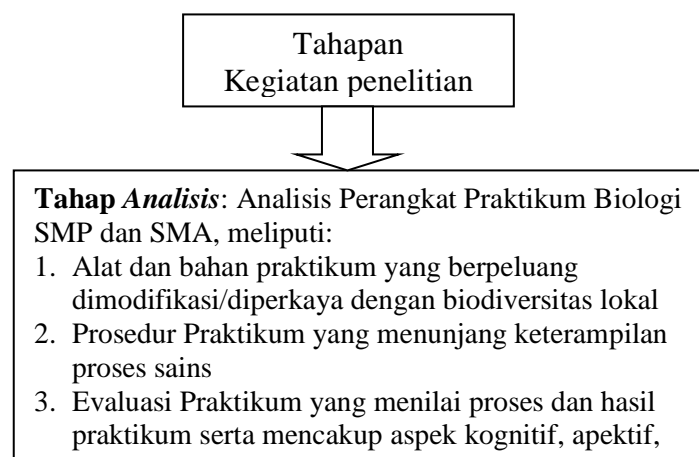 Tahapan
Kegiatan penelitian
Tahap Analisis: Analisis Perangkat Praktikum Biologi
SMP dan SMA, meliputi:
1. Alat dan bahan praktikum yang berpeluang
dimodifikasi/diperkaya dengan biodiversitas lokal
2. Prosedur Praktikum yang menunjang keterampilan
proses sains
3. Evaluasi Praktikum yang menilai proses dan hasil
praktikum serta mencakup aspek kognitif, apektif,